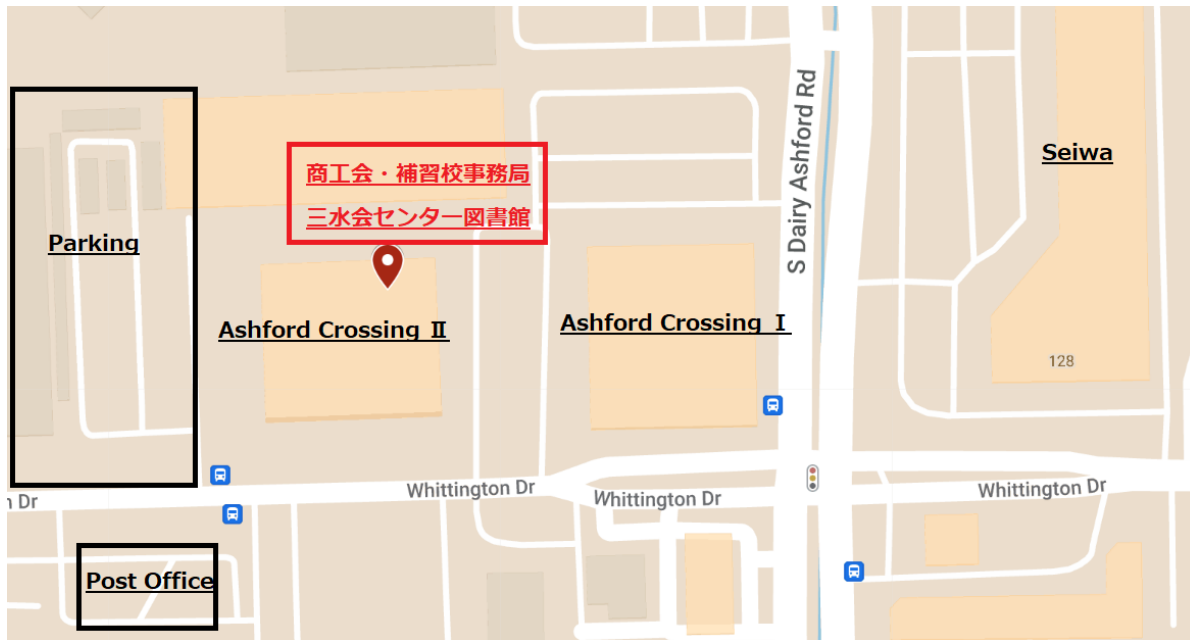 S Dairy Ashford Rd
Seiwa
商工会・補習校事務局
三水会センター図書館
Parking
Ashford Crossing Ⅱ
Ashford Crossing Ⅰ
128
Whittington Dr
Whittington Dr
Whittington Dr
n Dr
Post Office